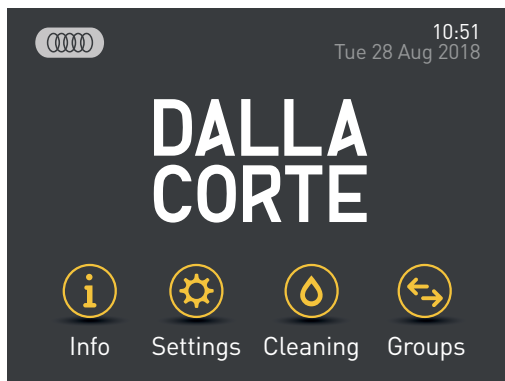 10:51
Tue 28 Aug 2018
DALLA
CORTE
Info Settings Cleaning Groups